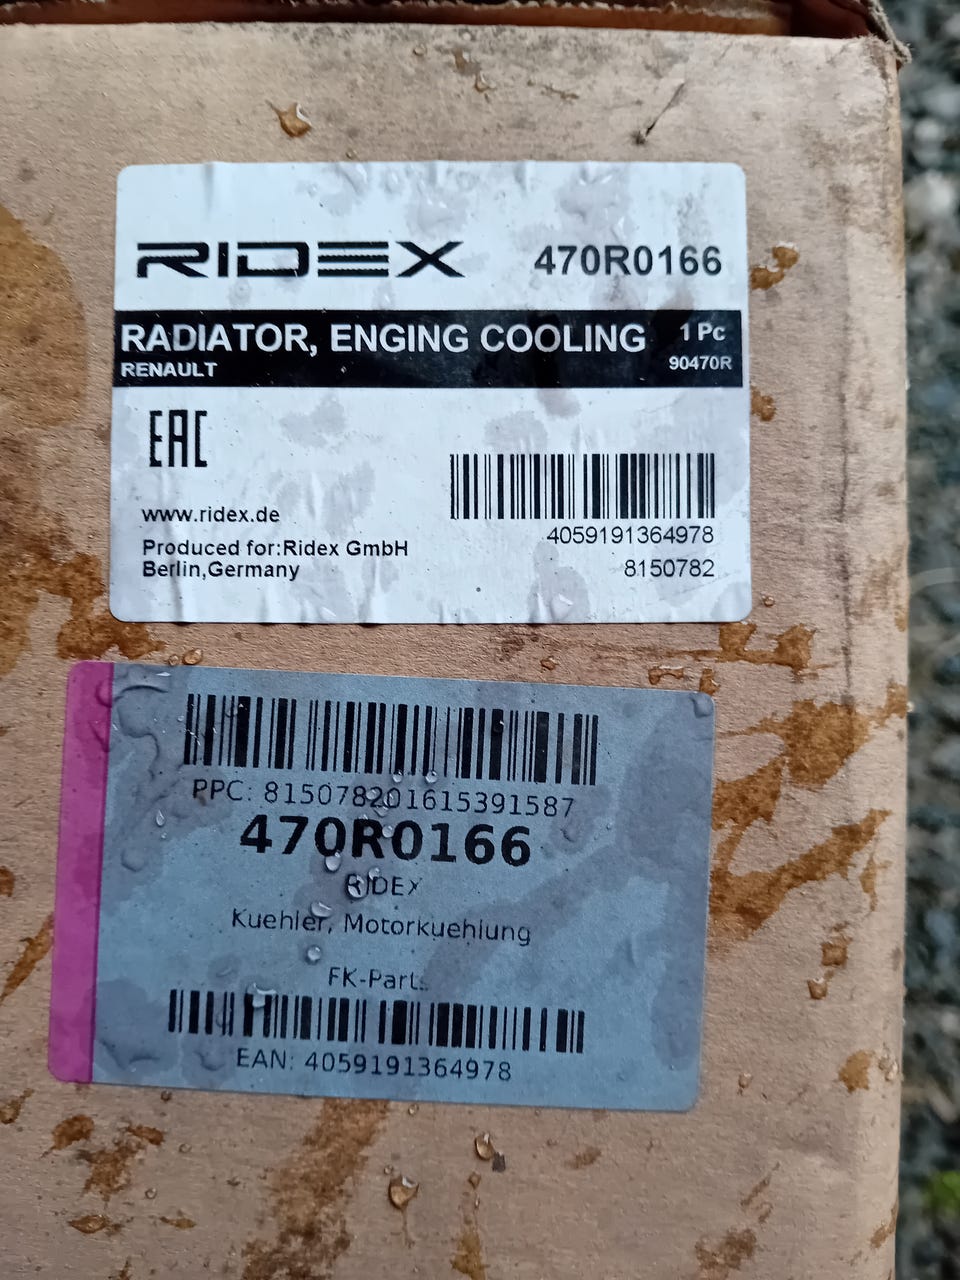 RIDEX 470R0166
RADIATOR, ENGING COOLING 1 Pc
RENAULT 90470R
EAC
www.ridex.de
Produced for:Ridex GmbH
Berlin,Germany
4059191364978
8150782
PPC: 815078201615391587
470R0166
RIDEX
Kuehler, Motorkuehlung
FK-Parts
EAN: 4059191364978